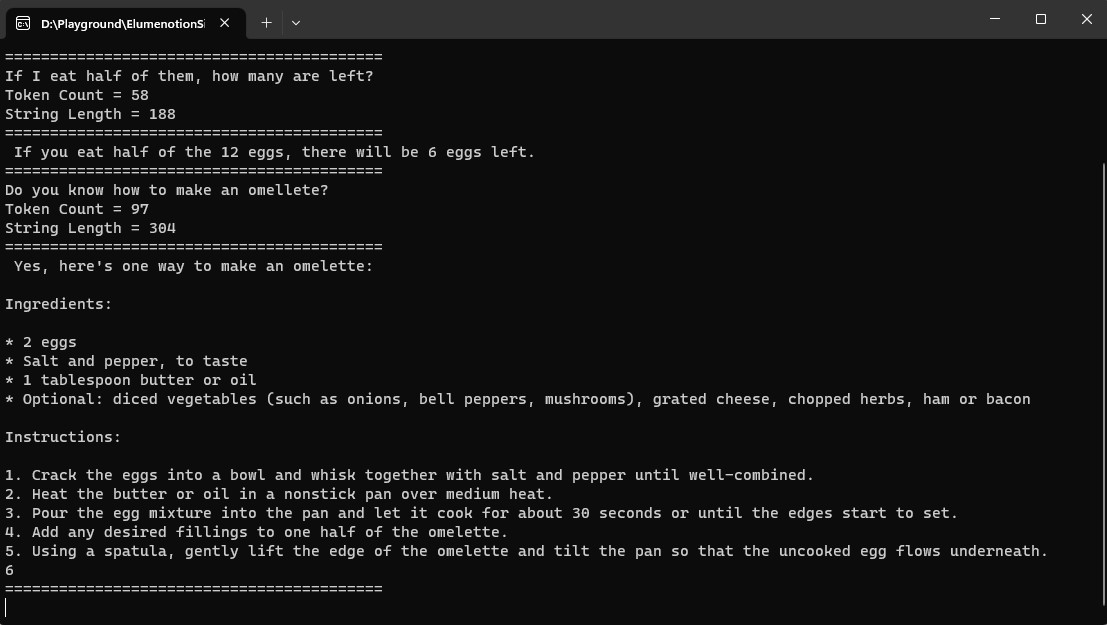 D:\Playground\ElumenotionSi
==========================================
If I eat half of them, how many are left?
Token Count = 58
String Length = 188
==========================================
If you eat half of the 12 eggs, there will be 6 eggs left.
==========================================
Do you know how to make an omellete?
Token Count = 97
String Length = 304
==========================================
Yes, here's one way to make an omelette:
Ingredients:
* 2 eggs
* Salt and pepper, to taste
* 1 tablespoon butter or oil
* Optional: diced vegetables (such as onions, bell peppers, mushrooms), grated cheese, chopped herbs, ham or bacon
Instructions:
1. Crack the eggs into a bowl and whisk together with salt and pepper until well-combined.
2. Heat the butter or oil in a nonstick pan over medium heat.
3. Pour the egg mixture into the pan and let it cook for about 30 seconds or until the edges start to set.
4. Add any desired fillings to one half of the omelette.
5. Using a spatula, gently lift the edge of the omelette and tilt the pan so that the uncooked egg flows underneath.
6
==========================================